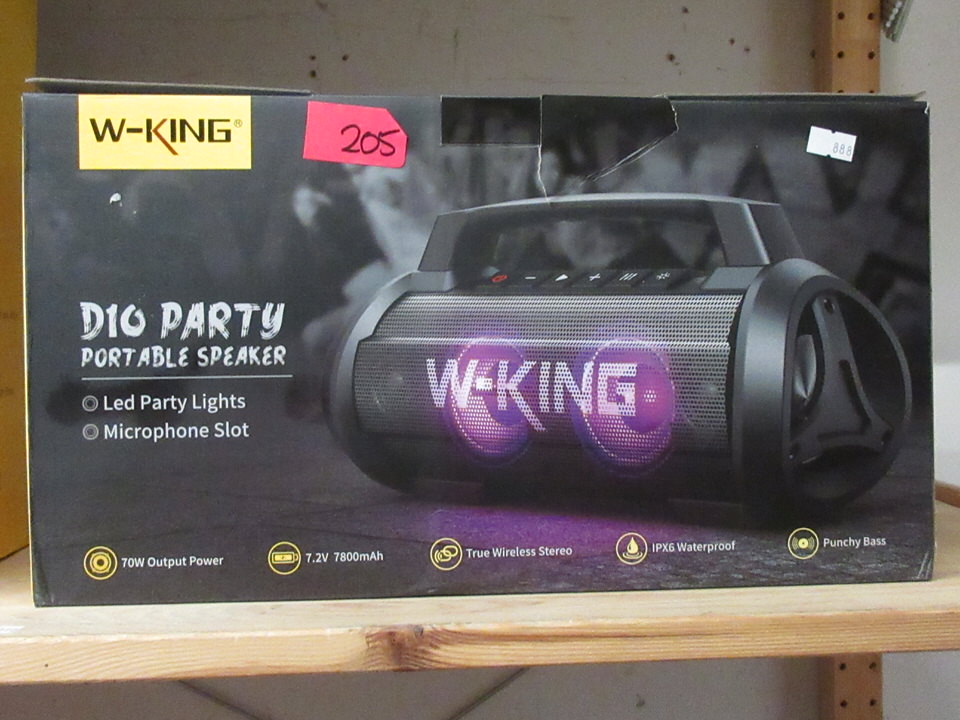 W-KING®
205
888
D10 PARTY
PORTABLE SPEAKER
Led Party Lights
Microphone Slot
W-KING
70W Output Power
7.2V 7800mAh
True Wireless Stereo
IPX6 Waterproof
Punchy Bass